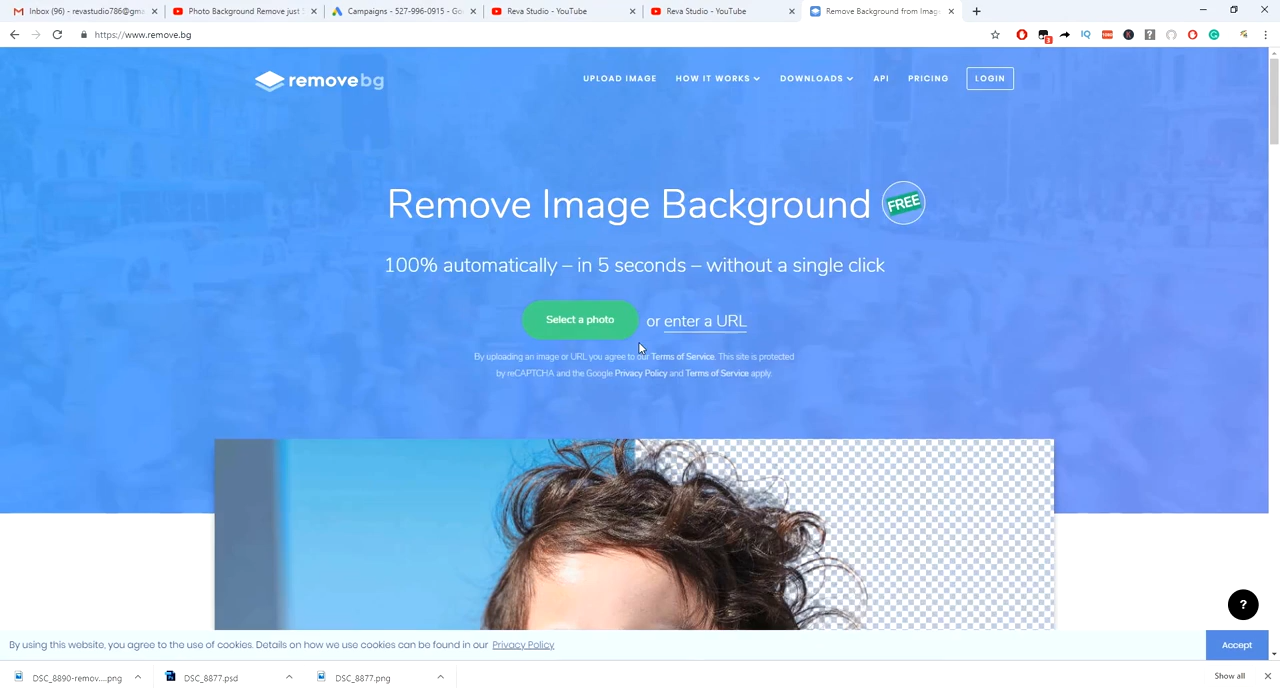 Inbox (96) - revastudio786@gma
Photo Background Remove just
Campaigns - 527-996-0915 - Go
Reva Studio - YouTube
Reva Studio - YouTube
Remove Background from Imag
https://www.remove.bg
IQ
3
removebg
UPLOAD IMAGE
HOW IT WORKS
DOWNLOADS
API
PRICING
LOGIN
Remove Image Background FREE
100% automatically – in 5 seconds – without a single click
Select a photo or enter a URL
By uploading an image or URL you agree to our Terms of Service. This site is protected
by reCAPTCHA and the Google Privacy Policy and Terms of Service apply.
?
By using this website, you agree to the use of cookies. Details on how we use cookies can be found in our Privacy Policy
Accept
DSC_8890-remov....png
DSC_8877.psd
DSC_8877.png
Show all